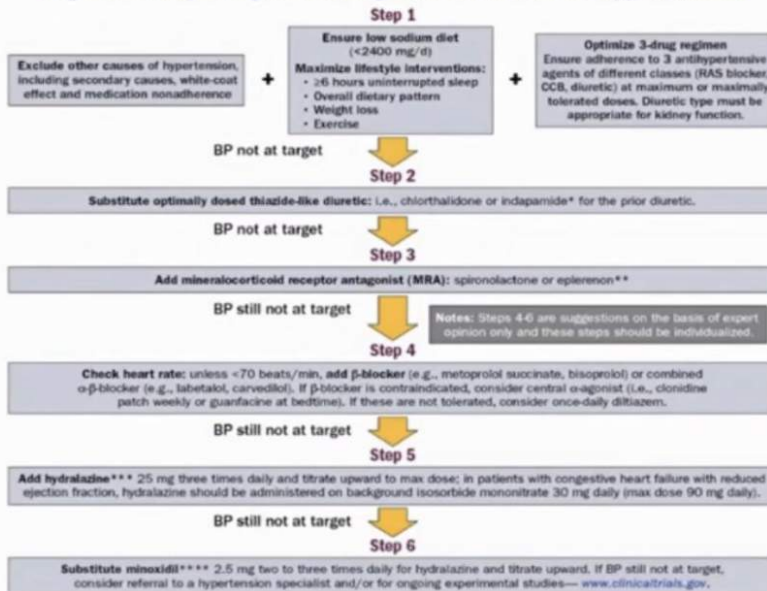 Step 1
Exclude other causes of hypertension,
including secondary causes, white-coat
effect and medication nonadherence
+
Ensure low sodium diet
(<2400 mg/d)
Maximize lifestyle interventions:
• ≥6 hours uninterrupted sleep
• Overall dietary pattern
• Weight loss
• Exercise
+
Optimize 3-drug regimen
Ensure adherence to 3 antihypertensive
agents of different classes (RAS blocker,
CCB, diuretic) at maximum or maximally
tolerated doses. Diuretic type must be
appropriate for kidney function.
BP not at target
Step 2
Substitute optimally dosed thiazide-like diuretic: i.e., chlorthalidone or indapamide* for the prior diuretic.
BP not at target
Step 3
Add mineralocorticoid receptor antagonist (MRA): spironolactone or eplerenon**
BP still not at target
Notes: Steps 4-6 are suggestions on the basis of expert
opinion only and these steps should be individualized.
Step 4
Check heart rate: unless <70 beats/min, add β-blocker (e.g., metoprolol succinate, bisoprolol) or combined
α-β-blocker (e.g., labetalol, carvedilol). If β-blocker is contraindicated, consider central α-agonist (i.e., clonidine
patch weekly or guanfacine at bedtime). If these are not tolerated, consider once-daily diltiazem.
BP still not at target
Step 5
Add hydralazine*** 25 mg three times daily and titrate upward to max dose; in patients with congestive heart failure with reduced
ejection fraction, hydralazine should be administered on background isosorbide mononitrate 30 mg daily (max dose 90 mg daily).
BP still not at target
Step 6
Substitute minoxidil**** 2.5 mg two to three times daily for hydralazine and titrate upward. If BP still not at target,
consider referral to a hypertension specialist and/or for ongoing experimental studies— www.clinicaltrials.gov.